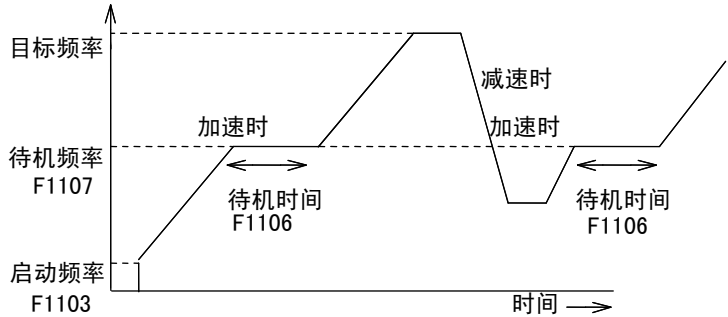 目标频率
减速时
加速时
加速时
待机频率
F1107
待机时间
F1106
待机时间
F1106
启动频率
F1103
时间